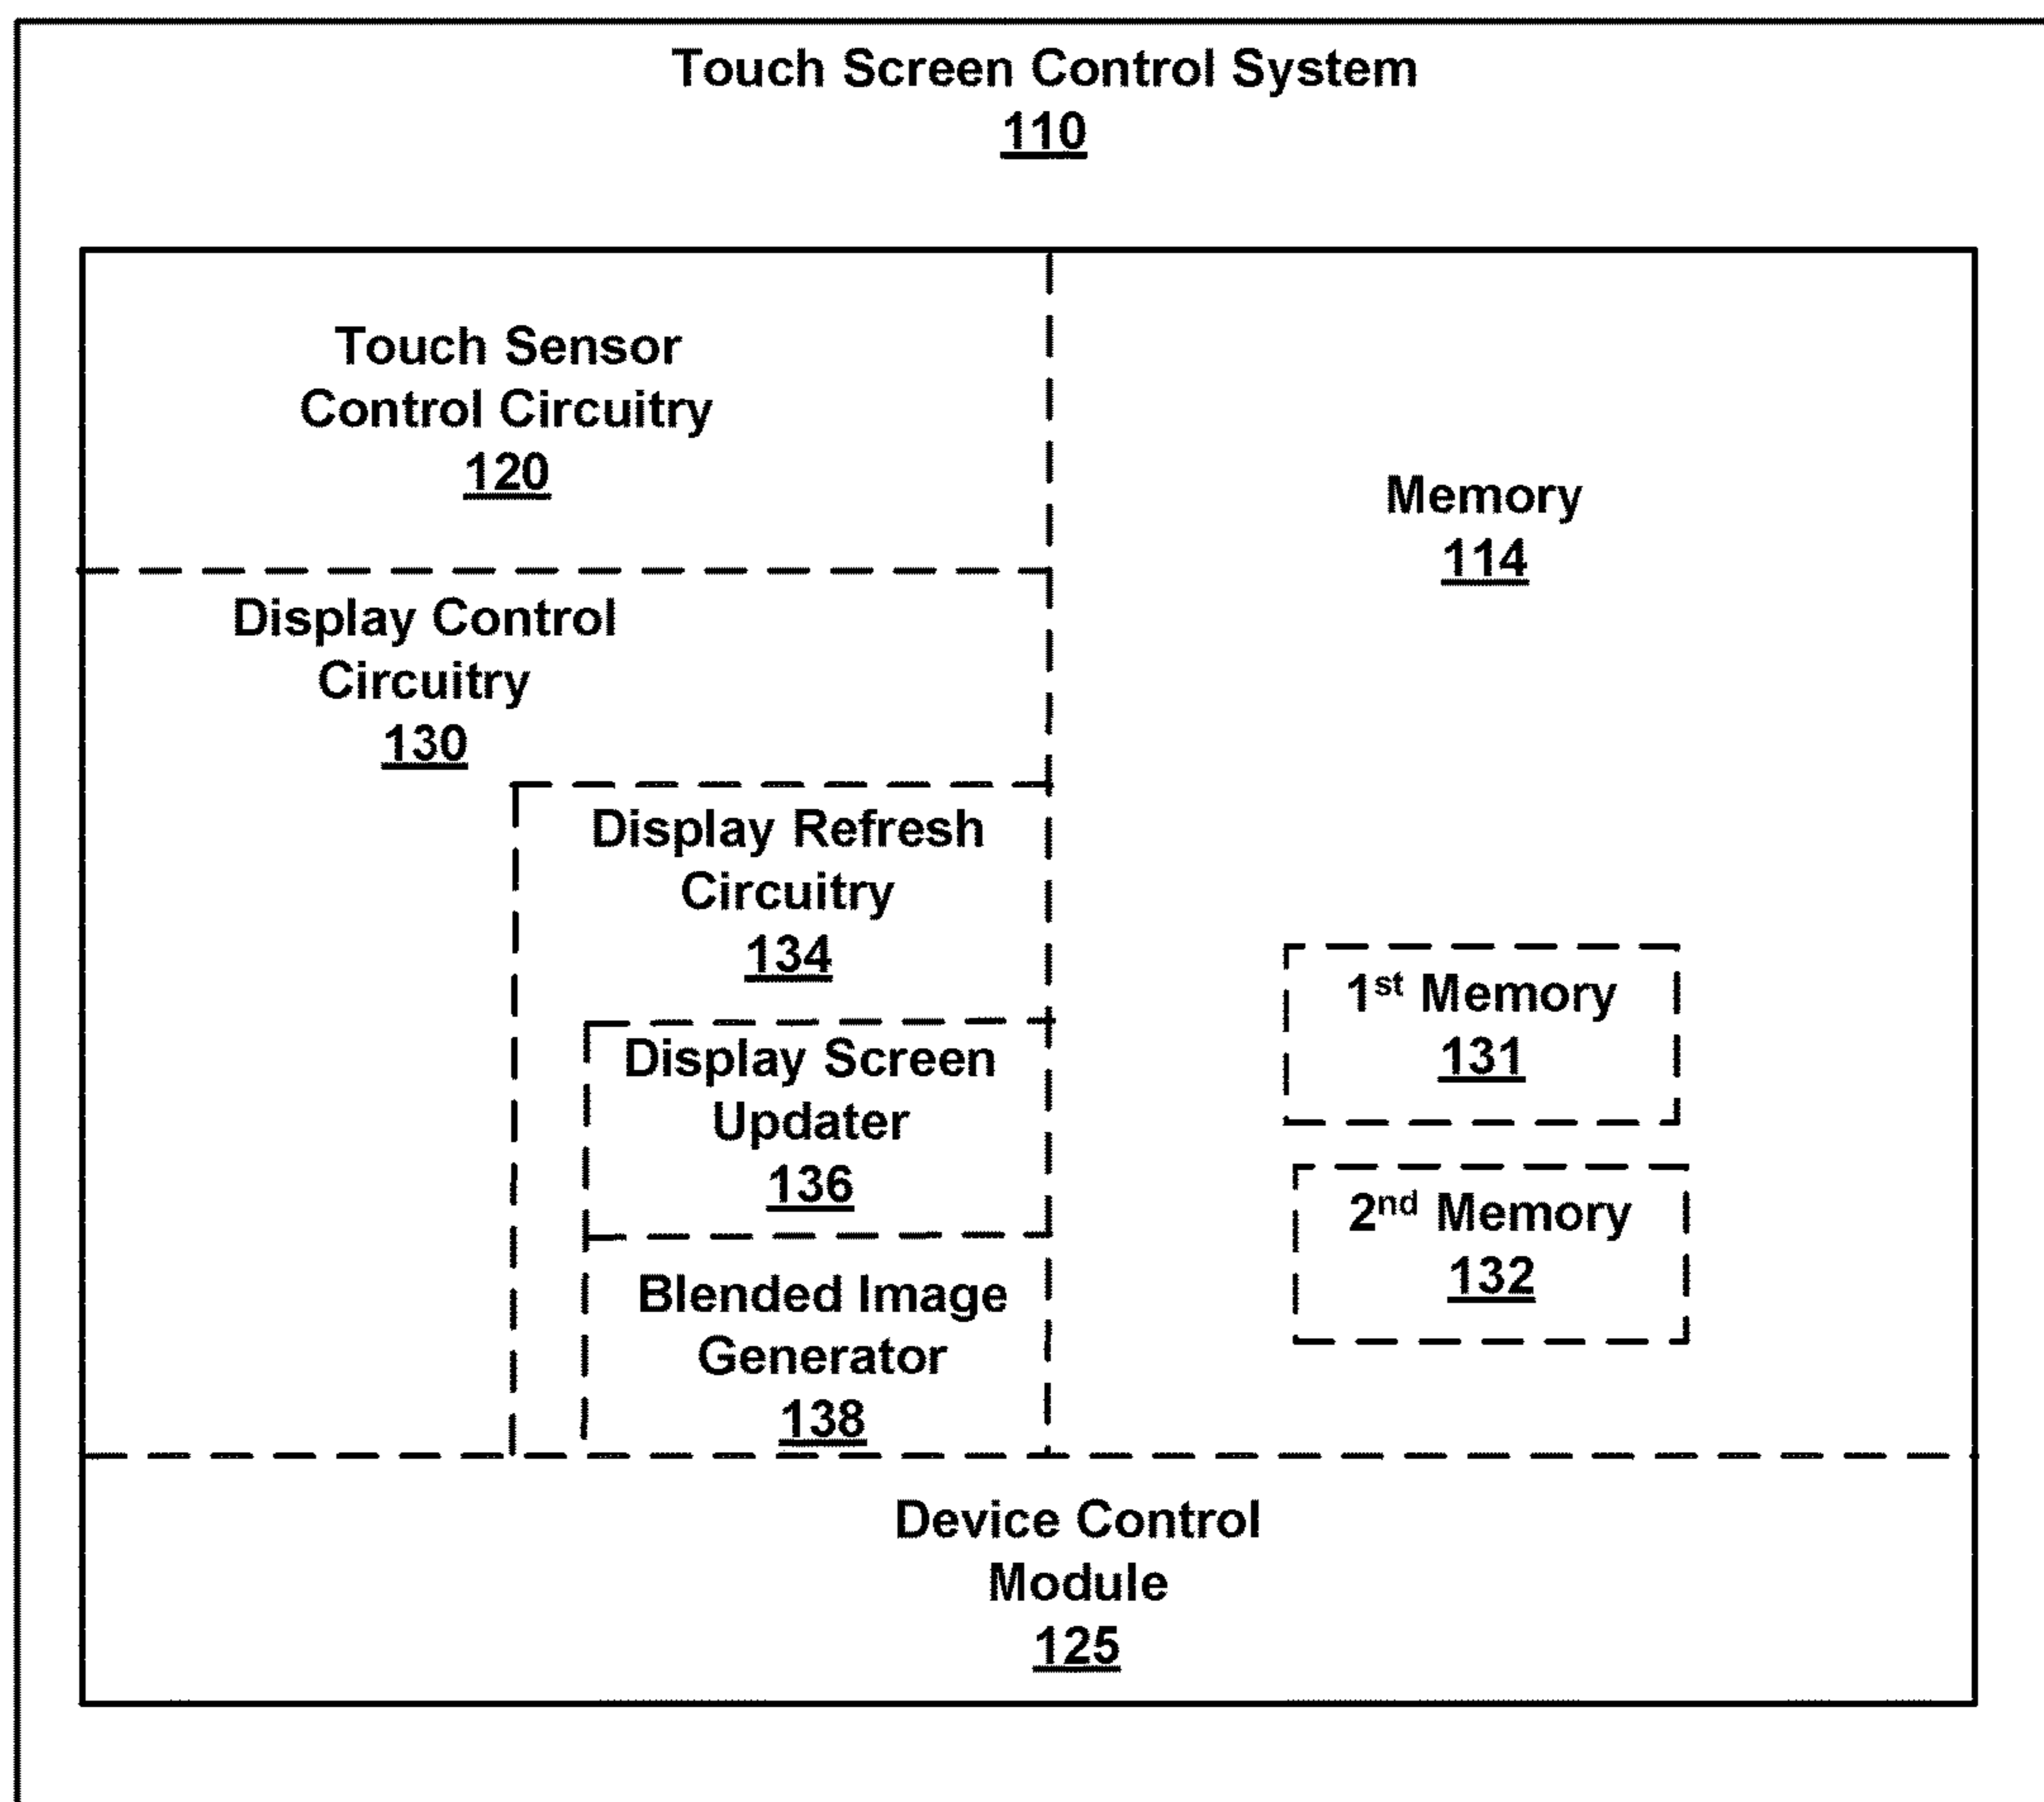 Touch Screen Control System
110
Touch Sensor
Control Circuitry
120
Memory
114
Display Control
Circuitry
130
Display Refresh
Circuitry
134
1st Memory
131
Display Screen
Updater
136
2nd Memory
132
Blended Image
Generator
138
Device Control
Module
125